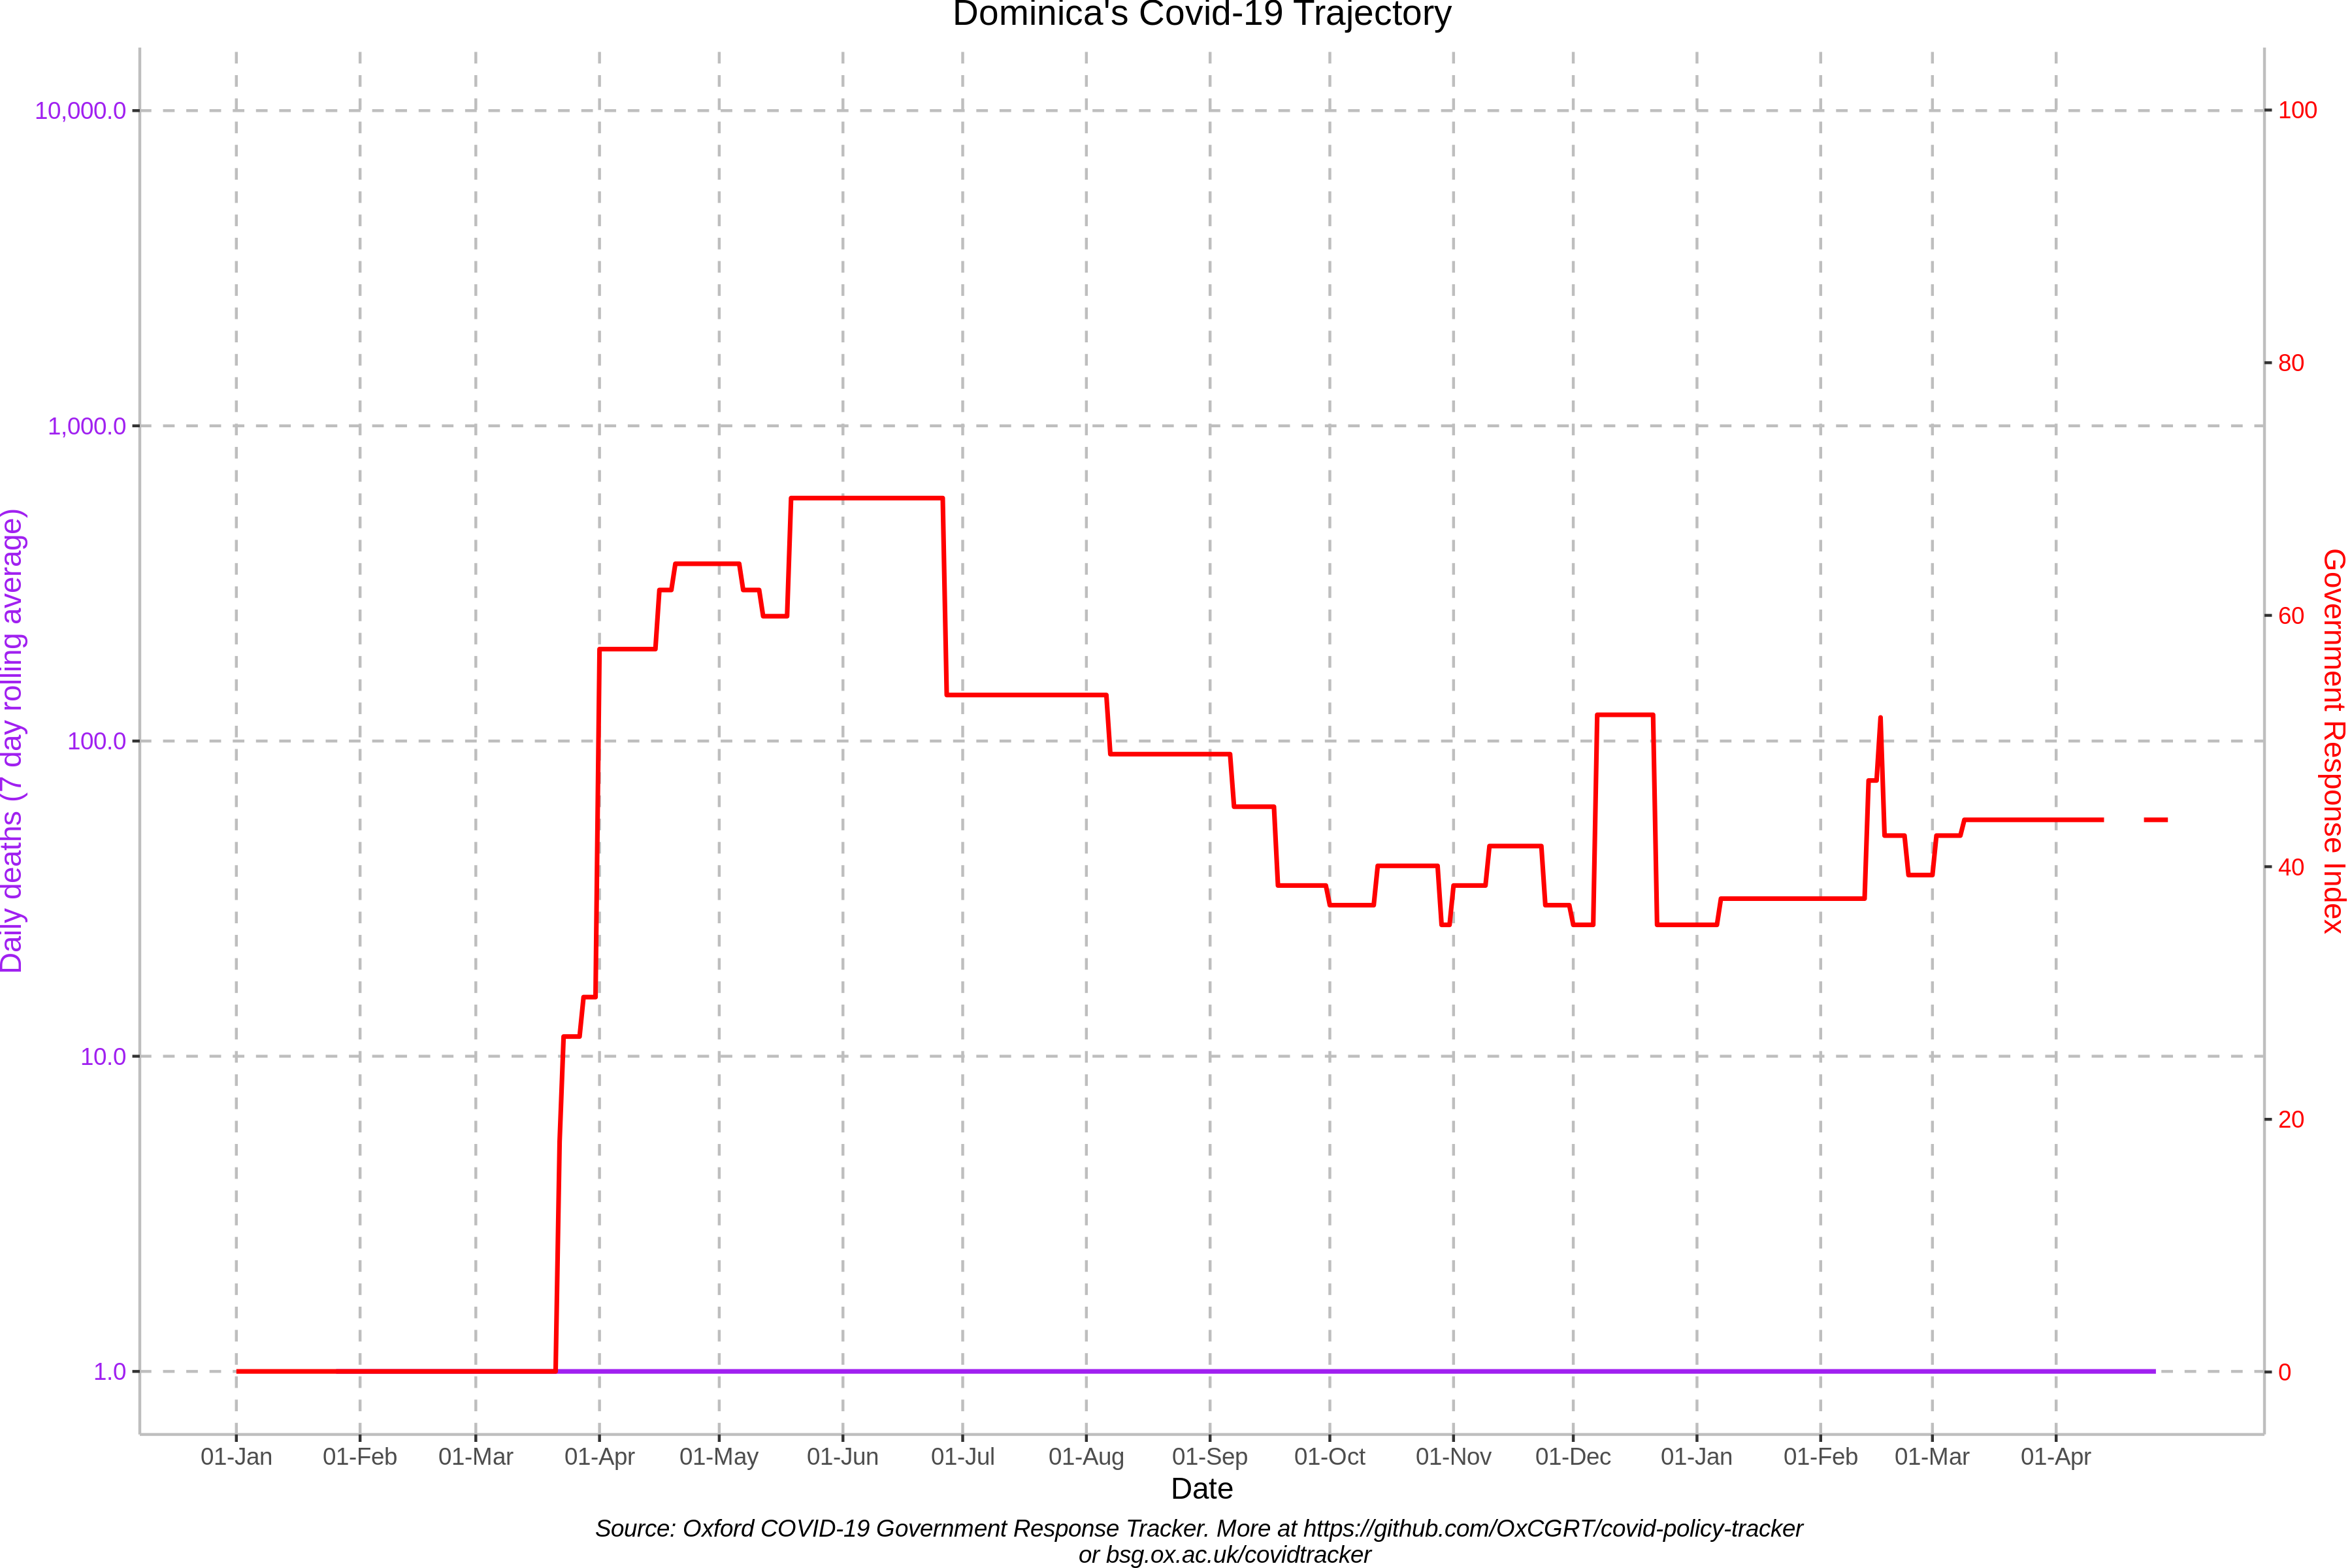 Dominica's Covid-19 Trajectory
10,000.0
1,000.0
100.0
10.0
1.0
Daily deaths (7 day rolling average)
100
80
60
40
20
0
Government Response Index
01-Jan 01-Feb 01-Mar 01-Apr 01-May 01-Jun 01-Jul 01-Aug 01-Sep 01-Oct 01-Nov 01-Dec 01-Jan 01-Feb 01-Mar 01-Apr
Date
Source: Oxford COVID-19 Government Response Tracker. More at https://github.com/OxCGRT/covid-policy-tracker
or bsg.ox.ac.uk/covidtracker